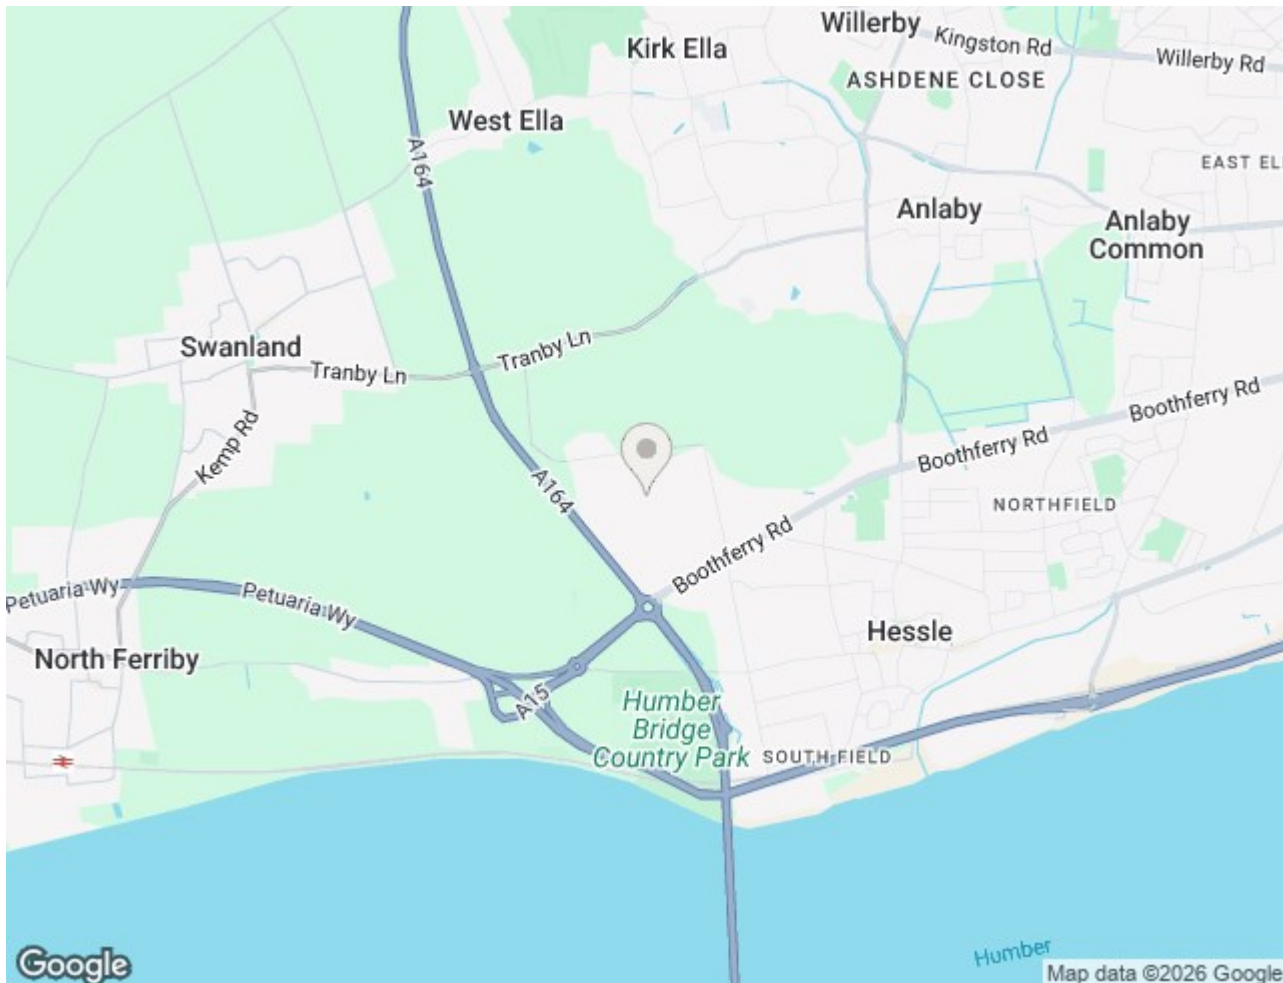 Willerby
Kingston Rd
Willerby Rd
Kirk Ella
ASHDENE CLOSE
West Ella
A164
EAST EL
Anlaby
Anlaby
Common
Swanland
Tranby Ln
Tranby Ln
Kemp Rd
Boothferry Rd
Boothferry Rd
A164
NORTHFIELD
Boothferry Rd
Petuaria Wy
Petuaria Wy
Hessle
North Ferriby
A15
Humber
Bridge
Country Park
SOUTH FIELD
Humber
Google
Map data ©2026 Google